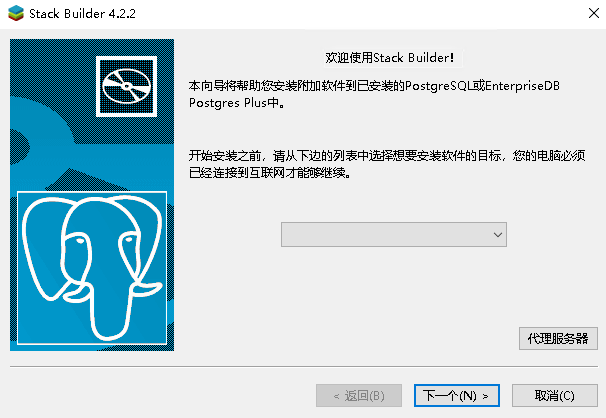 Stack Builder 4.2.2
欢迎使用Stack Builder!
本向导将帮助您安装附加软件到已安装的PostgreSQL或EnterpriseDB
Postgres Plus中。
开始安装之前，请从下边的列表中选择想要安装软件的目标，您的电脑必须
已经连接到互联网才能够继续。
代理服务器
< 返回(B)
下一个(N) >
取消(C)